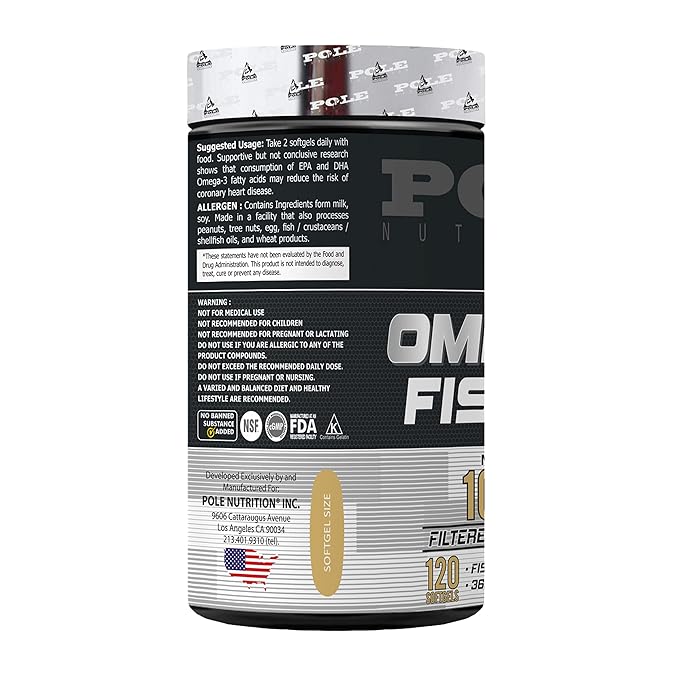 POLE
POLE
POLE
Suggested Usage: Take 2 softgels daily with
food. Supportive but not conclusive research
shows that consumption of EPA and DHA
Omega-3 fatty acids may reduce the risk of
coronary heart disease.
ALLERGEN : Contains Ingredients form milk,
soy. Made in a facility that also processes
peanuts, tree nuts, egg, fish / crustaceans /
shellfish oils, and wheat products.
*These statements have not been evaluated by the Food and
Drug Administration. This product is not intended to diagnose,
treat, cure or prevent any disease.
WARNING :
NOT FOR MEDICAL USE
NOT RECOMMENDED FOR CHILDREN
NOT RECOMMENDED FOR PREGNANT OR LACTATING
DO NOT USE IF YOU ARE ALLERGIC TO ANY OF THE
PRODUCT COMPOUNDS.
DO NOT EXCEED THE RECOMMENDED DAILY DOSE.
DO NOT USE IF PREGNANT OR NURSING.
A VARIED AND BALANCED DIET AND HEALTHY
LIFESTYLE ARE RECOMMENDED.
NO BANNED
SUBSTANCE
ADDED
NSF
cGMP
MANUFACTURED AT AN
FDA
REGISTERED FACILITY
K
Contains Gelatin
Developed Exclusively by and
Manufactured For:
POLE NUTRITION® INC.
9606 Cattaraugus Avenue
Los Angeles CA 90034
213.401.9310 (tel).
SOFTGEL SIZE
PO
NUT
OM
FIS
10
FILTERE
120
SOFTGELS
· FIS
· 36